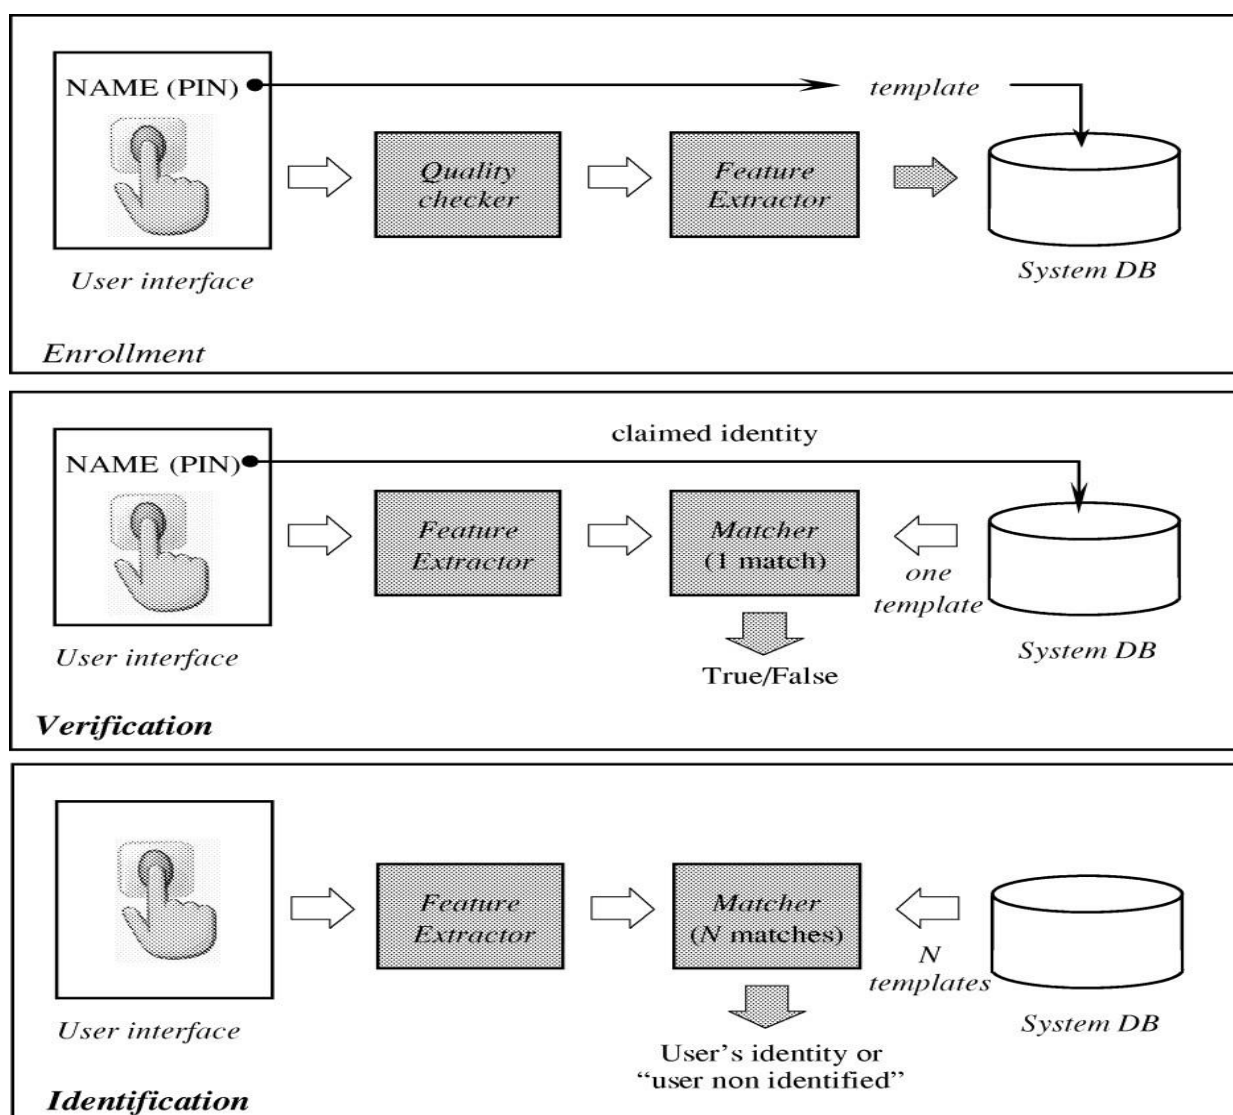 NAME (PIN)
template
Quality
checker
Feature
Extractor
User interface
System DB
Enrollment
claimed identity
NAME (PIN)
Feature
Extractor
Matcher
(1 match)
one
template
User interface
System DB
True/False
Verification
Feature
Extractor
Matcher
(N matches)
N
templates
User interface
System DB
User's identity or
“user non identified”
Identification